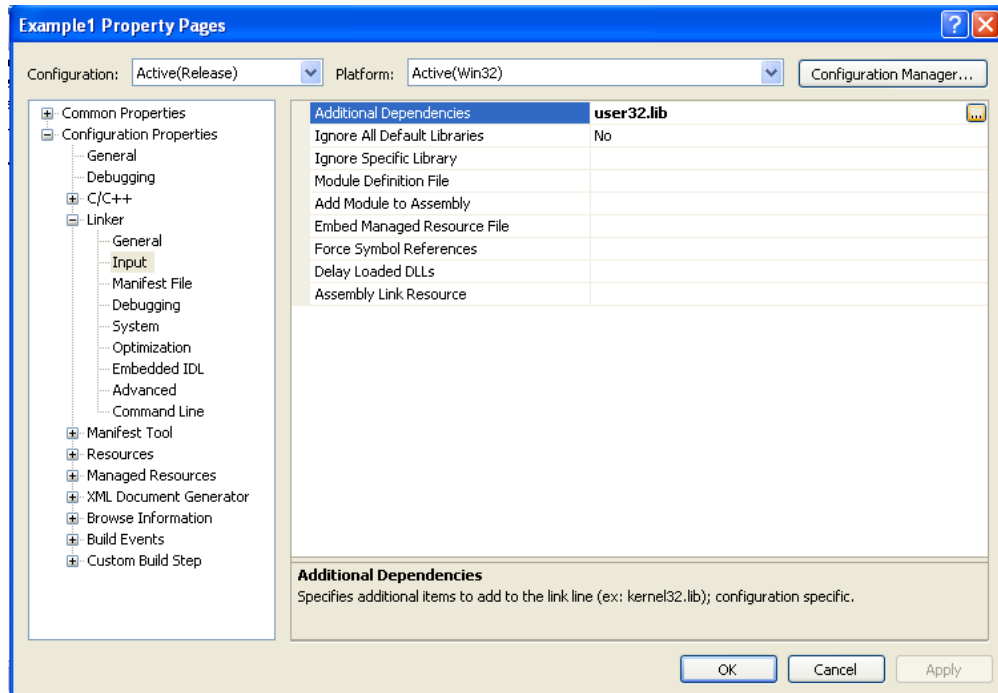 Example1 Property Pages
Configuration: Active(Release) Platform: Active(Win32) Configuration Manager...
Common Properties
Configuration Properties
General
Debugging
C/C++
Linker
General
Input
Manifest File
Debugging
System
Optimization
Embedded IDL
Advanced
Command Line
Manifest Tool
Resources
Managed Resources
XML Document Generator
Browse Information
Build Events
Custom Build Step
Additional Dependencies user32.lib ...
Ignore All Default Libraries No
Ignore Specific Library
Module Definition File
Add Module to Assembly
Embed Managed Resource File
Force Symbol References
Delay Loaded DLLs
Assembly Link Resource
Additional Dependencies
Specifies additional items to add to the link line (ex: kernel32.lib); configuration specific.
OK Cancel Apply